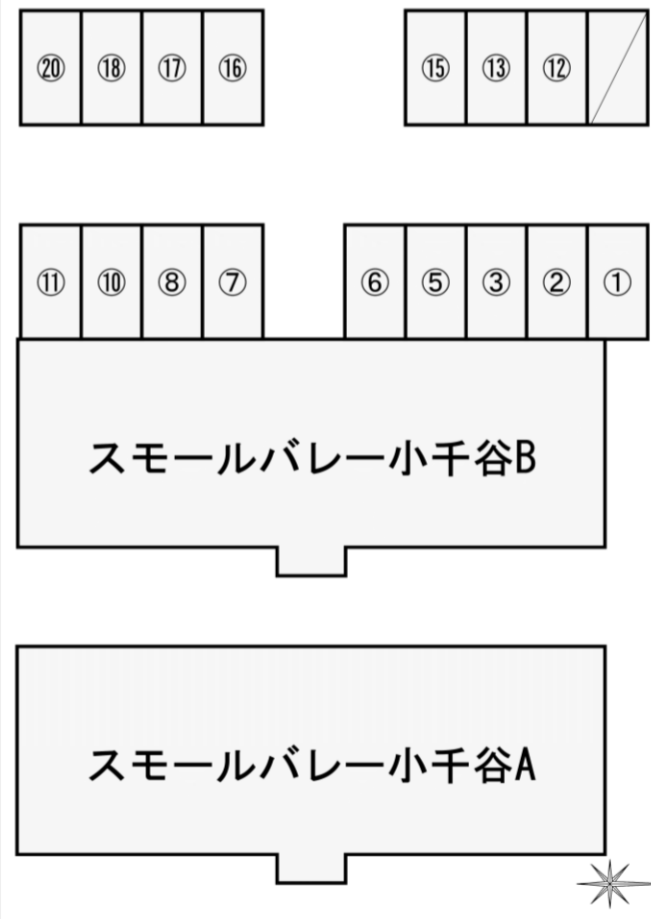 ⑳ ⑱ ⑰ ⑯ ⑮ ⑬ ⑫
⑪ ⑩ ⑧ ⑦ ⑥ ⑤ ③ ② ①
スモールバレー小千谷B
スモールバレー小千谷A